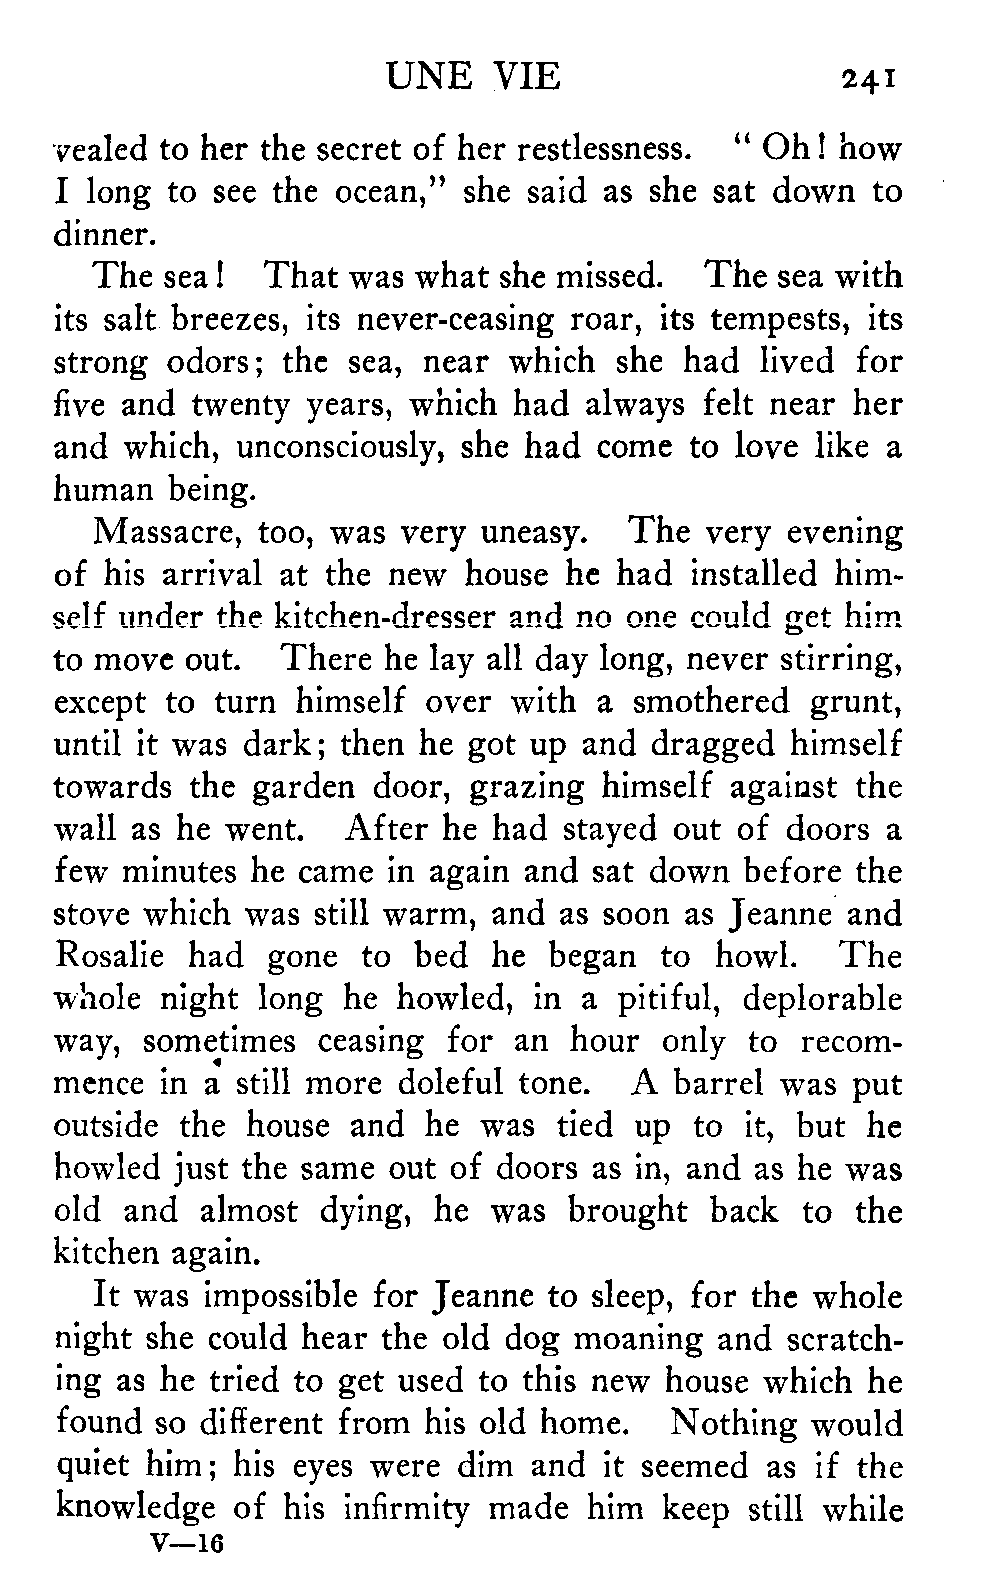 UNE VIE 241
vealed to her the secret of her restlessness. “ Oh! how
I long to see the ocean,” she said as she sat down to
dinner.
The sea! That was what she missed. The sea with
its salt breezes, its never-ceasing roar, its tempests, its
strong odors; the sea, near which she had lived for
five and twenty years, which had always felt near her
and which, unconsciously, she had come to love like a
human being.
Massacre, too, was very uneasy. The very evening
of his arrival at the new house he had installed him-
self under the kitchen-dresser and no one could get him
to move out. There he lay all day long, never stirring,
except to turn himself over with a smothered grunt,
until it was dark; then he got up and dragged himself
towards the garden door, grazing himself against the
wall as he went. After he had stayed out of doors a
few minutes he came in again and sat down before the
stove which was still warm, and as soon as Jeanne and
Rosalie had gone to bed he began to howl. The
whole night long he howled, in a pitiful, deplorable
way, sometimes ceasing for an hour only to recom-
mence in a still more doleful tone. A barrel was put
outside the house and he was tied up to it, but he
howled just the same out of doors as in, and as he was
old and almost dying, he was brought back to the
kitchen again.
It was impossible for Jeanne to sleep, for the whole
night she could hear the old dog moaning and scratch-
ing as he tried to get used to this new house which he
found so different from his old home. Nothing would
quiet him; his eyes were dim and it seemed as if the
knowledge of his infirmity made him keep still while
V—16